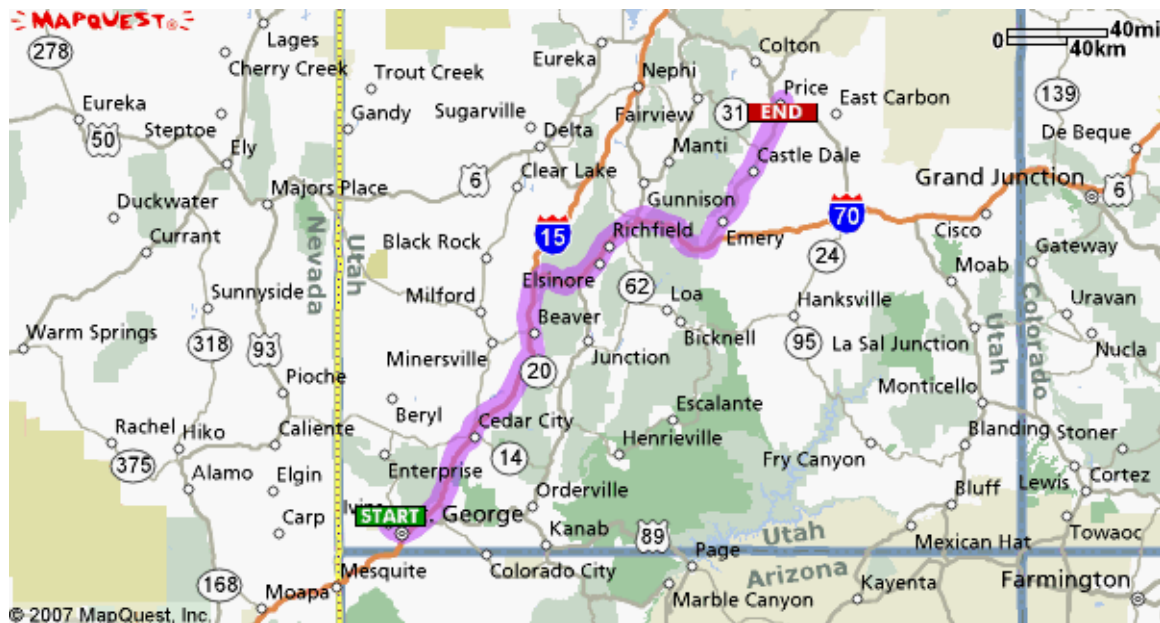 MAPQUEST
40mi
0
40km
Lages
278
Cherry Creek
Trout Creek
Eureka
Colton
Nephi
Price
Eureka
Gandy
Sugarville
31
END
East Carbon
139
Steptoe
50
Fairview
Delta
De Beque
Ely
Manti
Castle Dale
Majors Place
6
Clear Lake
Grand Junction
6
Duckwater
Gunnison
Nevada
Utah
15
70
Currant
Black Rock
Richfield
Emery
Cisco
Gateway
24
Elsinore
Moab
Sunnyside
Milford
62
Loa
Hanksville
Colorado
Utah
Uravan
Warm Springs
Beaver
Bicknell
318
93
Minersville
Junction
95
La Sal Junction
Nucla
Pioche
20
Monticello
Beryl
Escalante
Rachel
Hiko
Caliente
Cedar City
Henrieville
Blanding
Stoner
375
14
Fry Canyon
Alamo
Elgin
Enterprise
Lewis
Cortez
Orderville
Bluff
START
George
Carp
Kanab
89
Utah
Towaoc
Page
Mexican Hat
Mesquite
Colorado City
Arizona
168
Moapa
Kayenta
Farmington
Marble Canyon
© 2007 MapQuest, Inc.